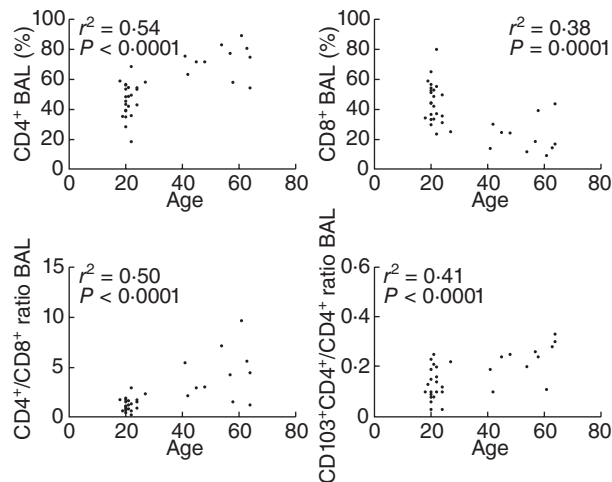 r² = 0·54
P < 0·0001
CD4⁺ BAL (%)
100
80
60
40
20
0
0 20 40 60 80
Age
r² = 0·38
P = 0·0001
CD8⁺ BAL (%)
100
80
60
40
20
0
0 20 40 60 80
Age
r² = 0·50
P < 0·0001
CD4⁺/CD8⁺ ratio BAL
15
10
5
0
0 20 40 60 80
Age
r² = 0·41
P < 0·0001
CD103⁺CD4⁺/CD4⁺ ratio BAL
0·6
0·4
0·2
0
0 20 40 60 80
Age